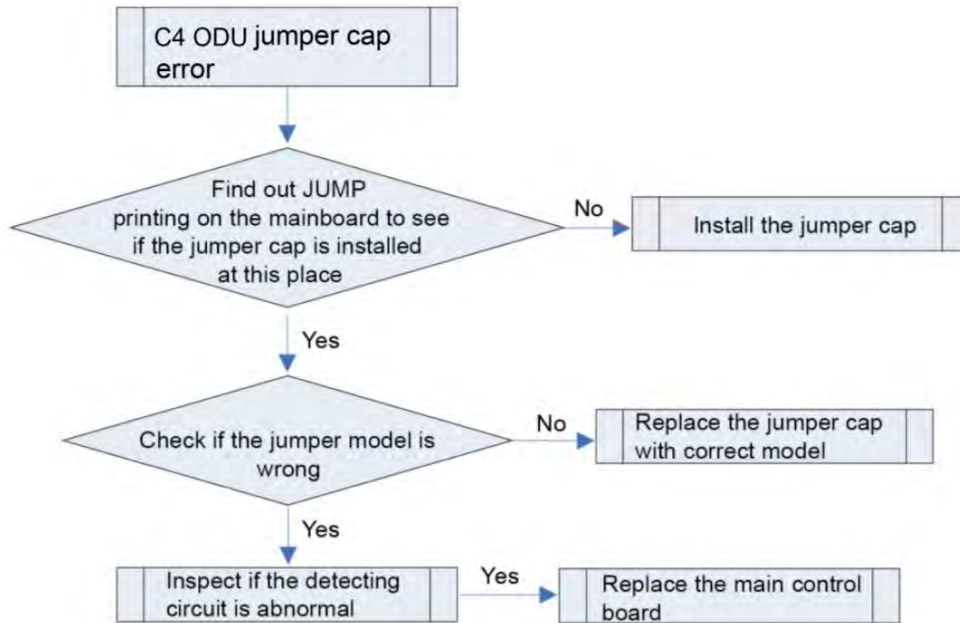 C4 ODU jumper cap
error
Find out JUMP
printing on the mainboard to see
if the jumper cap is installed
at this place
No
Install the jumper cap
Yes
Check if the jumper model is
wrong
No
Replace the jumper cap
with correct model
Yes
Inspect if the detecting
circuit is abnormal
Yes
Replace the main control
board